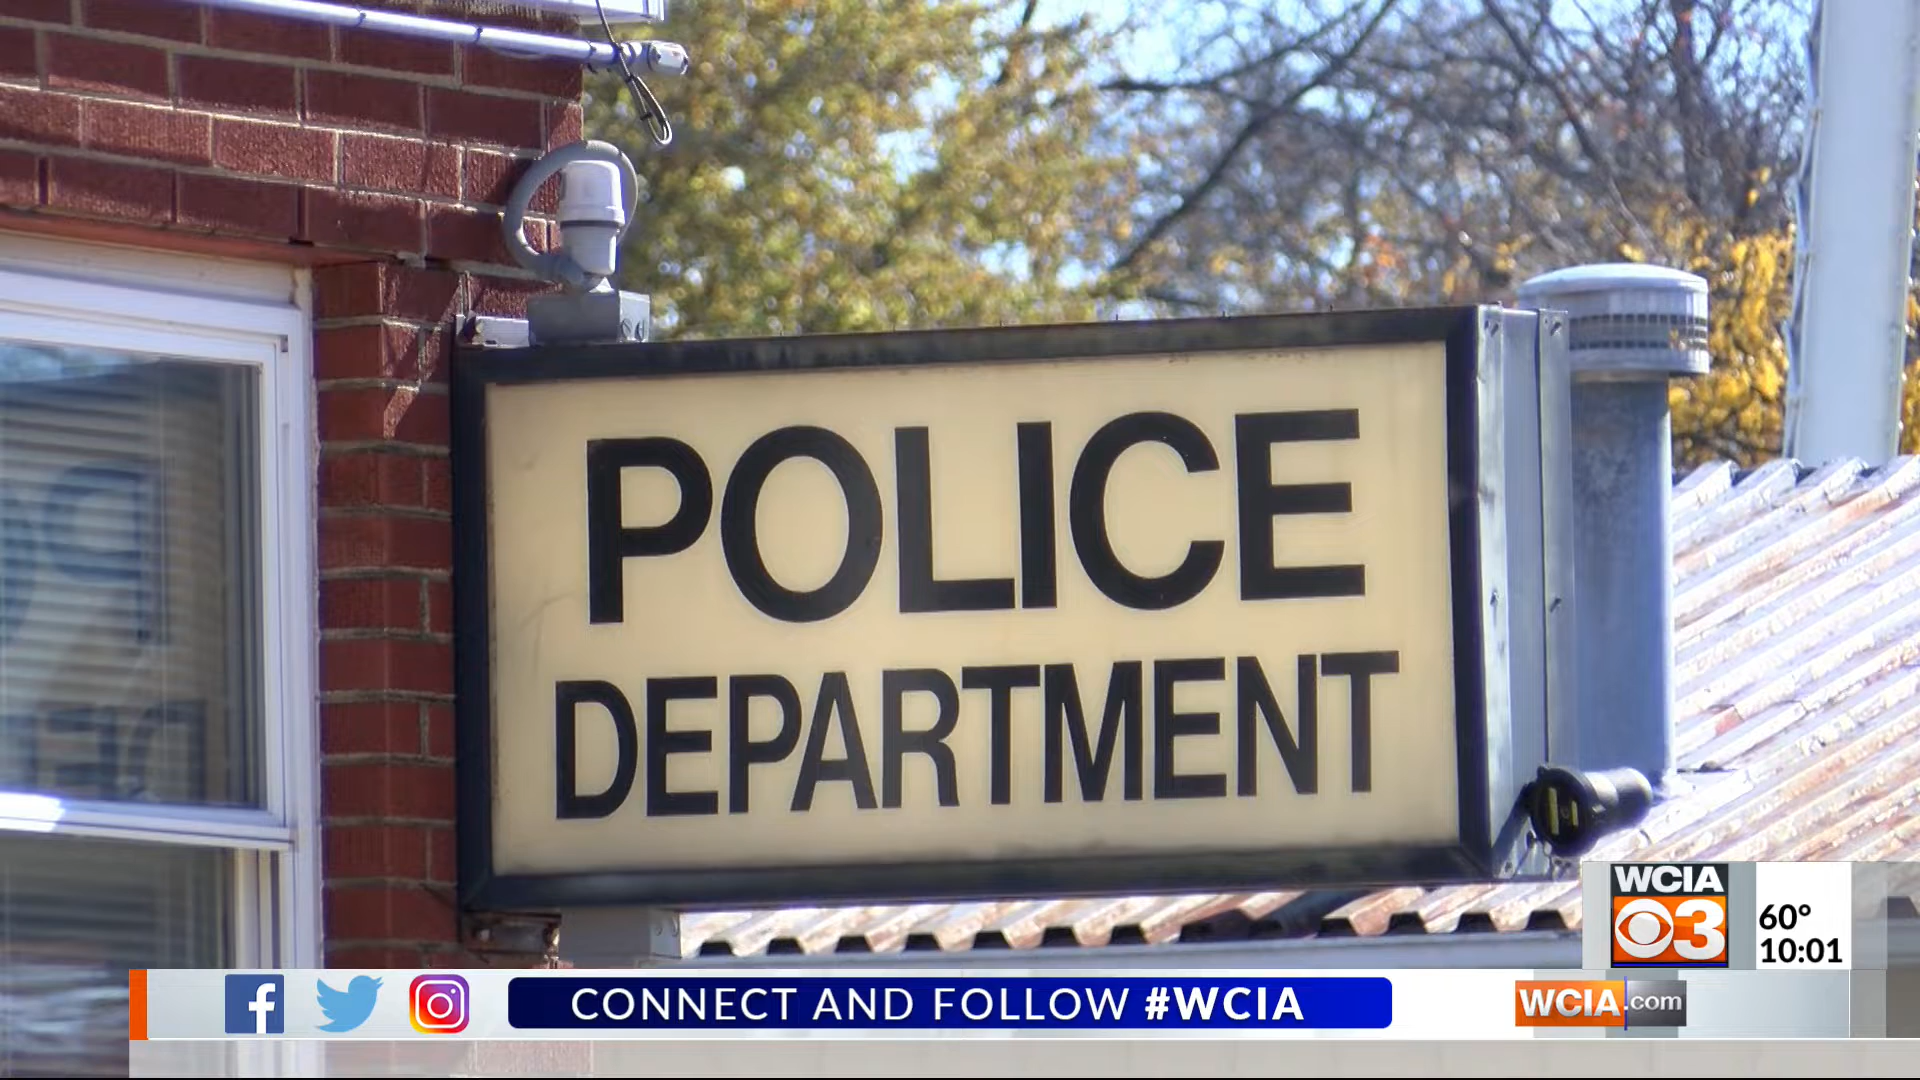 POLICE
DEPARTMENT
WCIA
3
60°
10:01
CONNECT AND FOLLOW #WCIA
WCIA.com